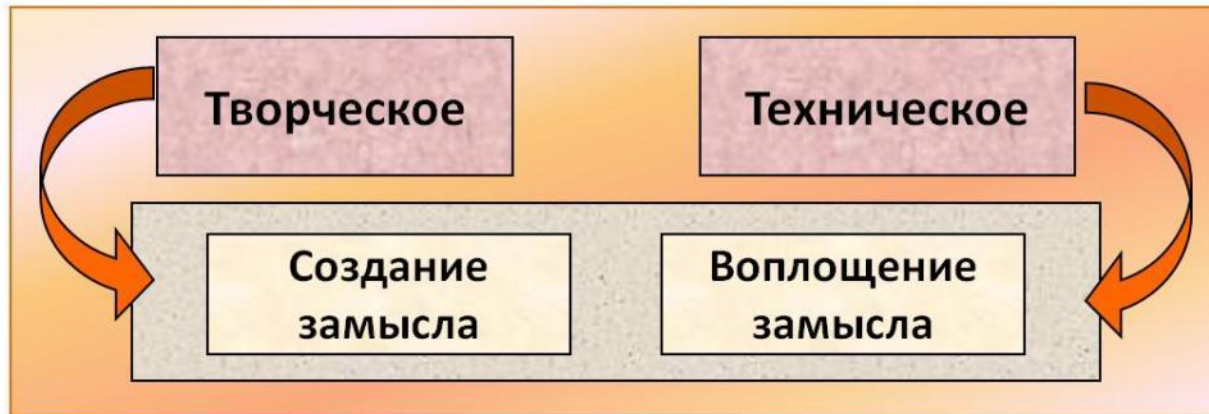 Творческое
Техническое
Создание
замысла
Воплощение
замысла